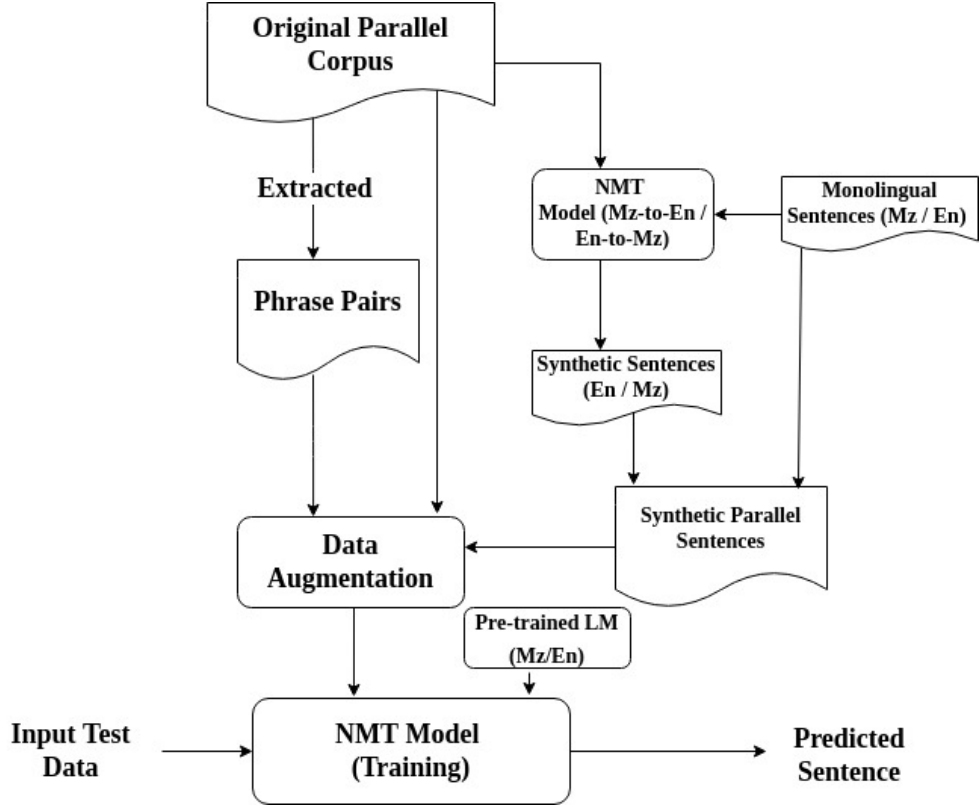 Original Parallel
Corpus
Extracted
NMT
Model (Mz-to-En /
En-to-Mz)
Monolingual
Sentences (Mz / En)
Phrase Pairs
Synthetic Sentences
(En / Mz)
Synthetic Parallel
Sentences
Data
Augmentation
Pre-trained LM
(Mz/En)
Input Test
Data
NMT Model
(Training)
Predicted
Sentence